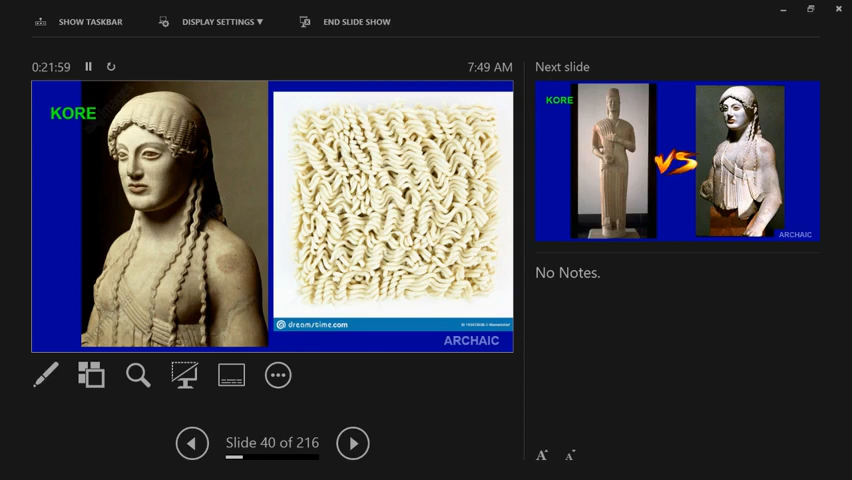 SHOW TASKBAR
DISPLAY SETTINGS ▼
END SLIDE SHOW
0:21:59
7:49 AM
KORE
dreamstime.com
ARCHAIC
Slide 40 of 216
Next slide
KORE
VS
ARCHAIC
No Notes.
A
A